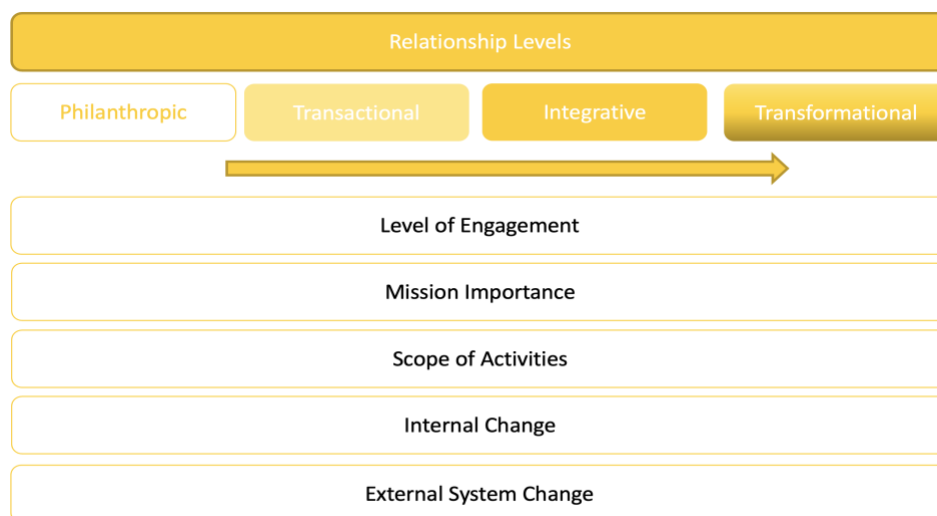 Relationship Levels
Philanthropic
Transactional
Integrative
Transformational
Level of Engagement
Mission Importance
Scope of Activities
Internal Change
External System Change